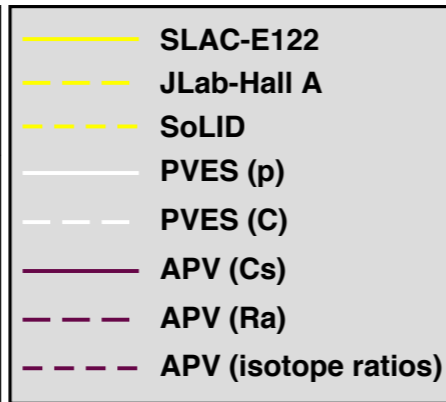 SLAC-E122
JLab-Hall A
SoLID
PVES (p)
PVES (C)
APV (Cs)
APV (Ra)
APV (isotope ratios)